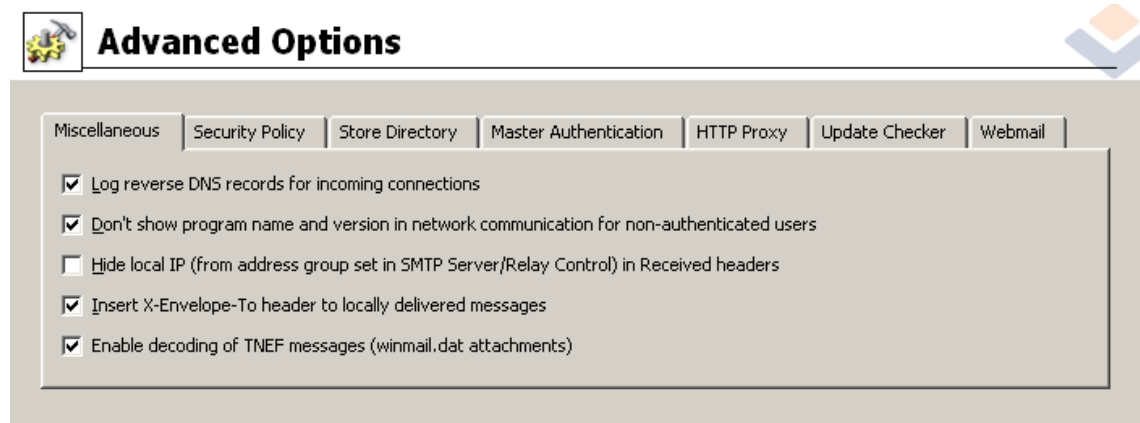 Advanced Options
Miscellaneous Security Policy Store Directory Master Authentication HTTP Proxy Update Checker Webmail
Log reverse DNS records for incoming connections
Don't show program name and version in network communication for non-authenticated users
Hide local IP (from address group set in SMTP Server/Relay Control) in Received headers
Insert X-Envelope-To header to locally delivered messages
Enable decoding of TNEF messages (winmail.dat attachments)